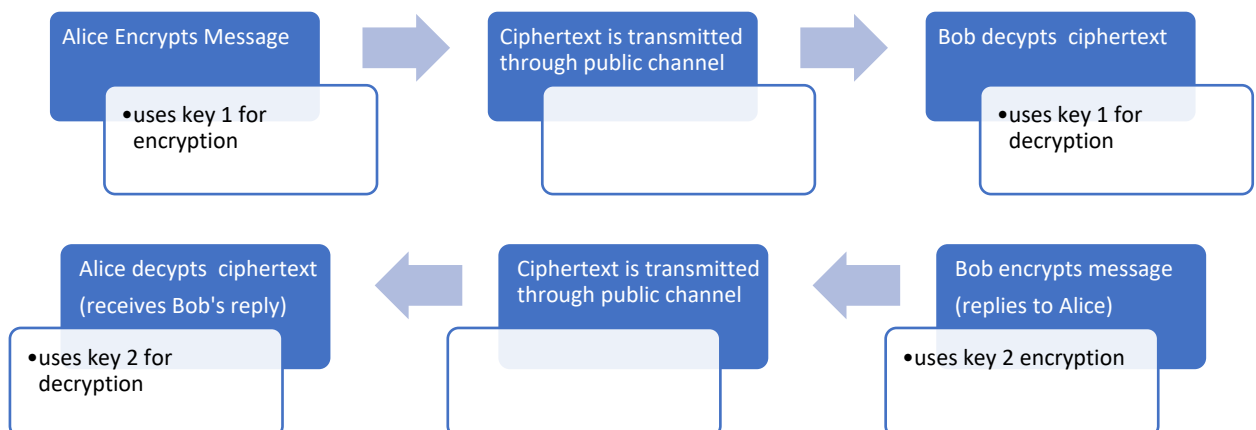 Alice Encrypts Message
•uses key 1 for
encryption
Ciphertext is transmitted
through public channel
Bob decypts  ciphertext
•uses key 1 for
decryption
Alice decypts  ciphertext
(receives Bob's reply)
•uses key 2 for
decryption
Ciphertext is transmitted
through public channel
Bob encrypts message
(replies to Alice)
•uses key 2 encryption